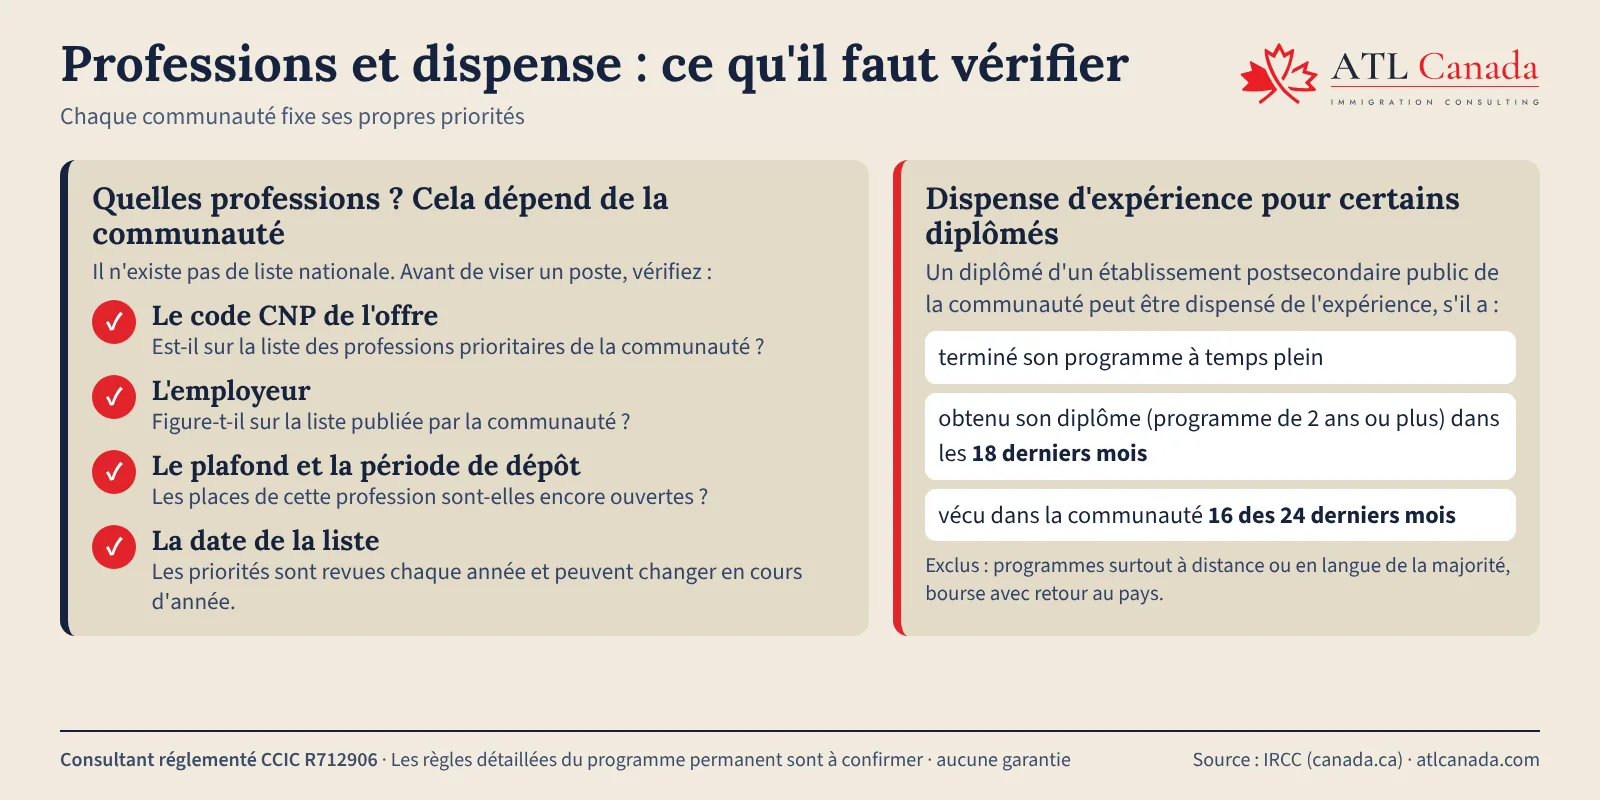 Professions et dispense : ce qu'il faut vérifier
Chaque communauté fixe ses propres priorités
ATL Canada
IMMIGRATION CONSULTING
Quelles professions ? Cela dépend de la
communauté
Il n'existe pas de liste nationale. Avant de viser un poste, vérifiez :
Le code CNP de l'offre
Est-il sur la liste des professions prioritaires de la communauté ?
L'employeur
Figure-t-il sur la liste publiée par la communauté ?
Le plafond et la période de dépôt
Les places de cette profession sont-elles encore ouvertes ?
La date de la liste
Les priorités sont revues chaque année et peuvent changer en cours
d'année.
Dispense d'expérience pour certains
diplômés
Un diplômé d'un établissement postsecondaire public de
la communauté peut être dispensé de l'expérience, s'il a :
terminé son programme à temps plein
obtenu son diplôme (programme de 2 ans ou plus) dans
les 18 derniers mois
vécu dans la communauté 16 des 24 derniers mois
Exclus : programmes surtout à distance ou en langue de la majorité,
bourse avec retour au pays.
Consultant réglementé CCIC R712906 · Les règles détaillées du programme permanent sont à confirmer · aucune garantie
Source : IRCC (canada.ca) · atlcanada.com